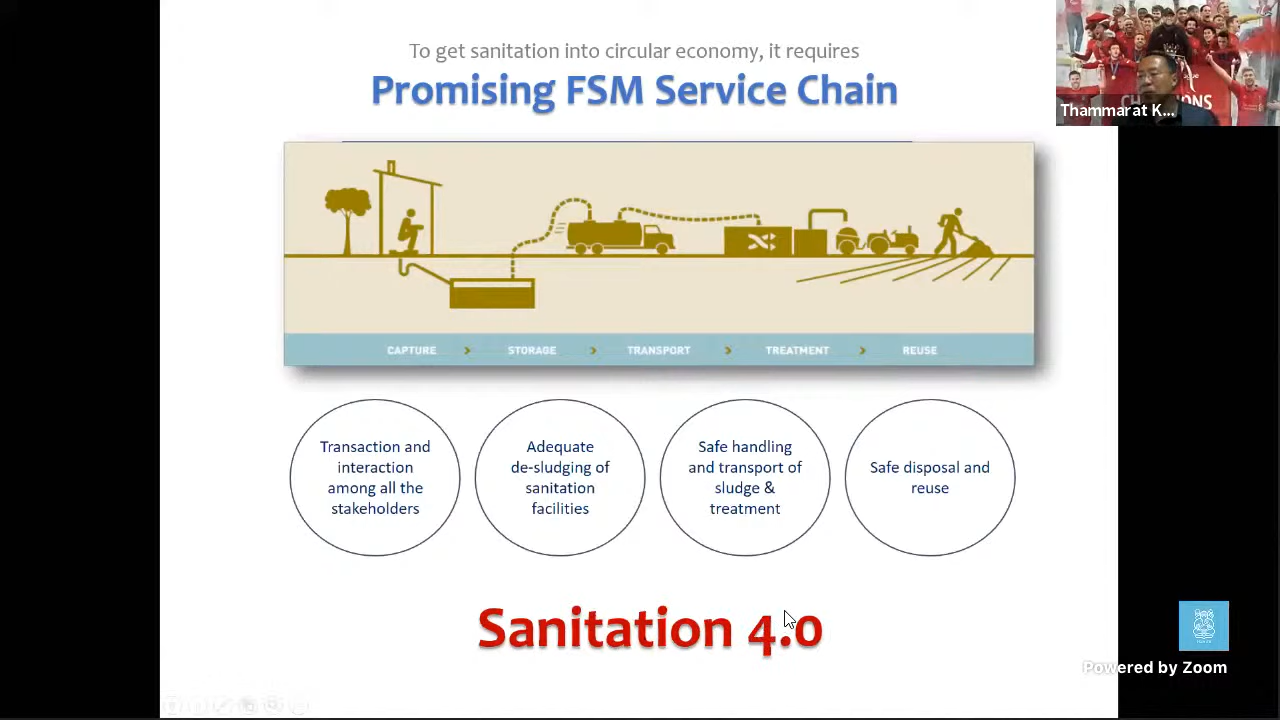 To get sanitation into circular economy, it requires
Promising FSM Service Chain
CAPTURE > STORAGE > TRANSPORT > TREATMENT > REUSE
Transaction and
interaction
among all the
stakeholders
Adequate
de-sludging of
sanitation
facilities
Safe handling
and transport of
sludge &
treatment
Safe disposal and
reuse
Sanitation 4.0
Thammarat K...
Powered by Zoom